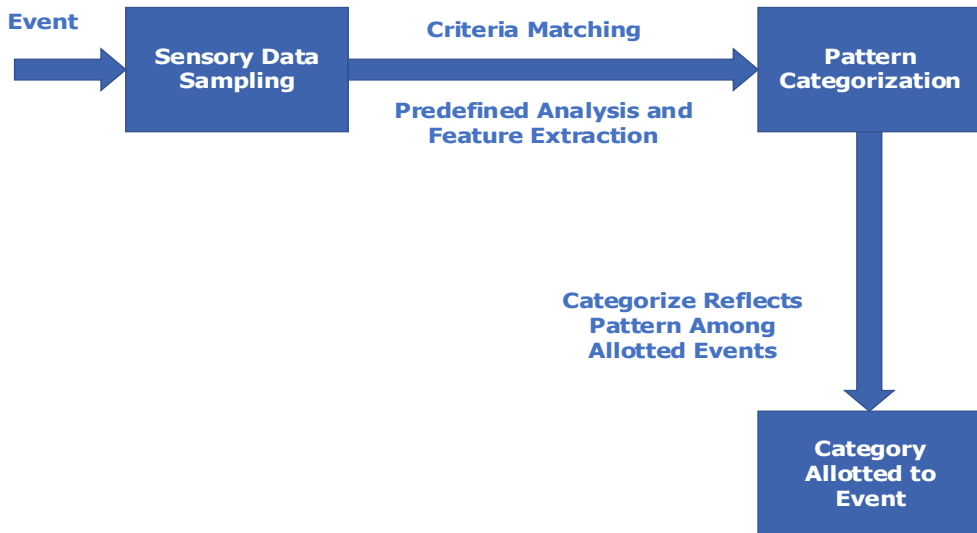 Event
Sensory Data
Sampling
Criteria Matching
Predefined Analysis and
Feature Extraction
Pattern
Categorization
Categorize Reflects
Pattern Among
Allotted Events
Category
Allotted to
Event